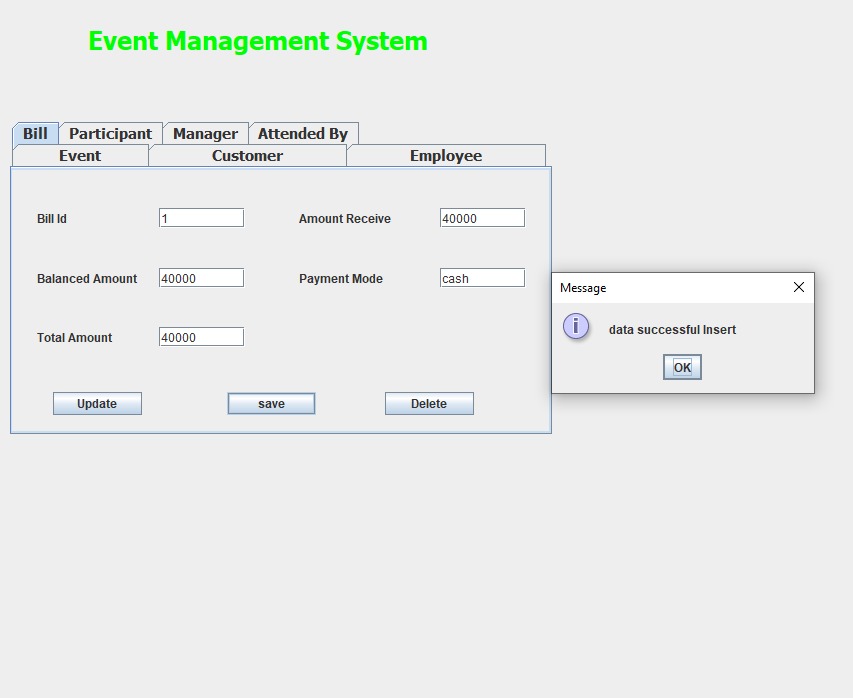 Event Management System
Bill Participant Manager Attended By
Event Customer Employee
Bill Id 1 Amount Receive 40000
Balanced Amount 40000 Payment Mode cash
Total Amount 40000
Update save Delete
Message
i data successful Insert
OK